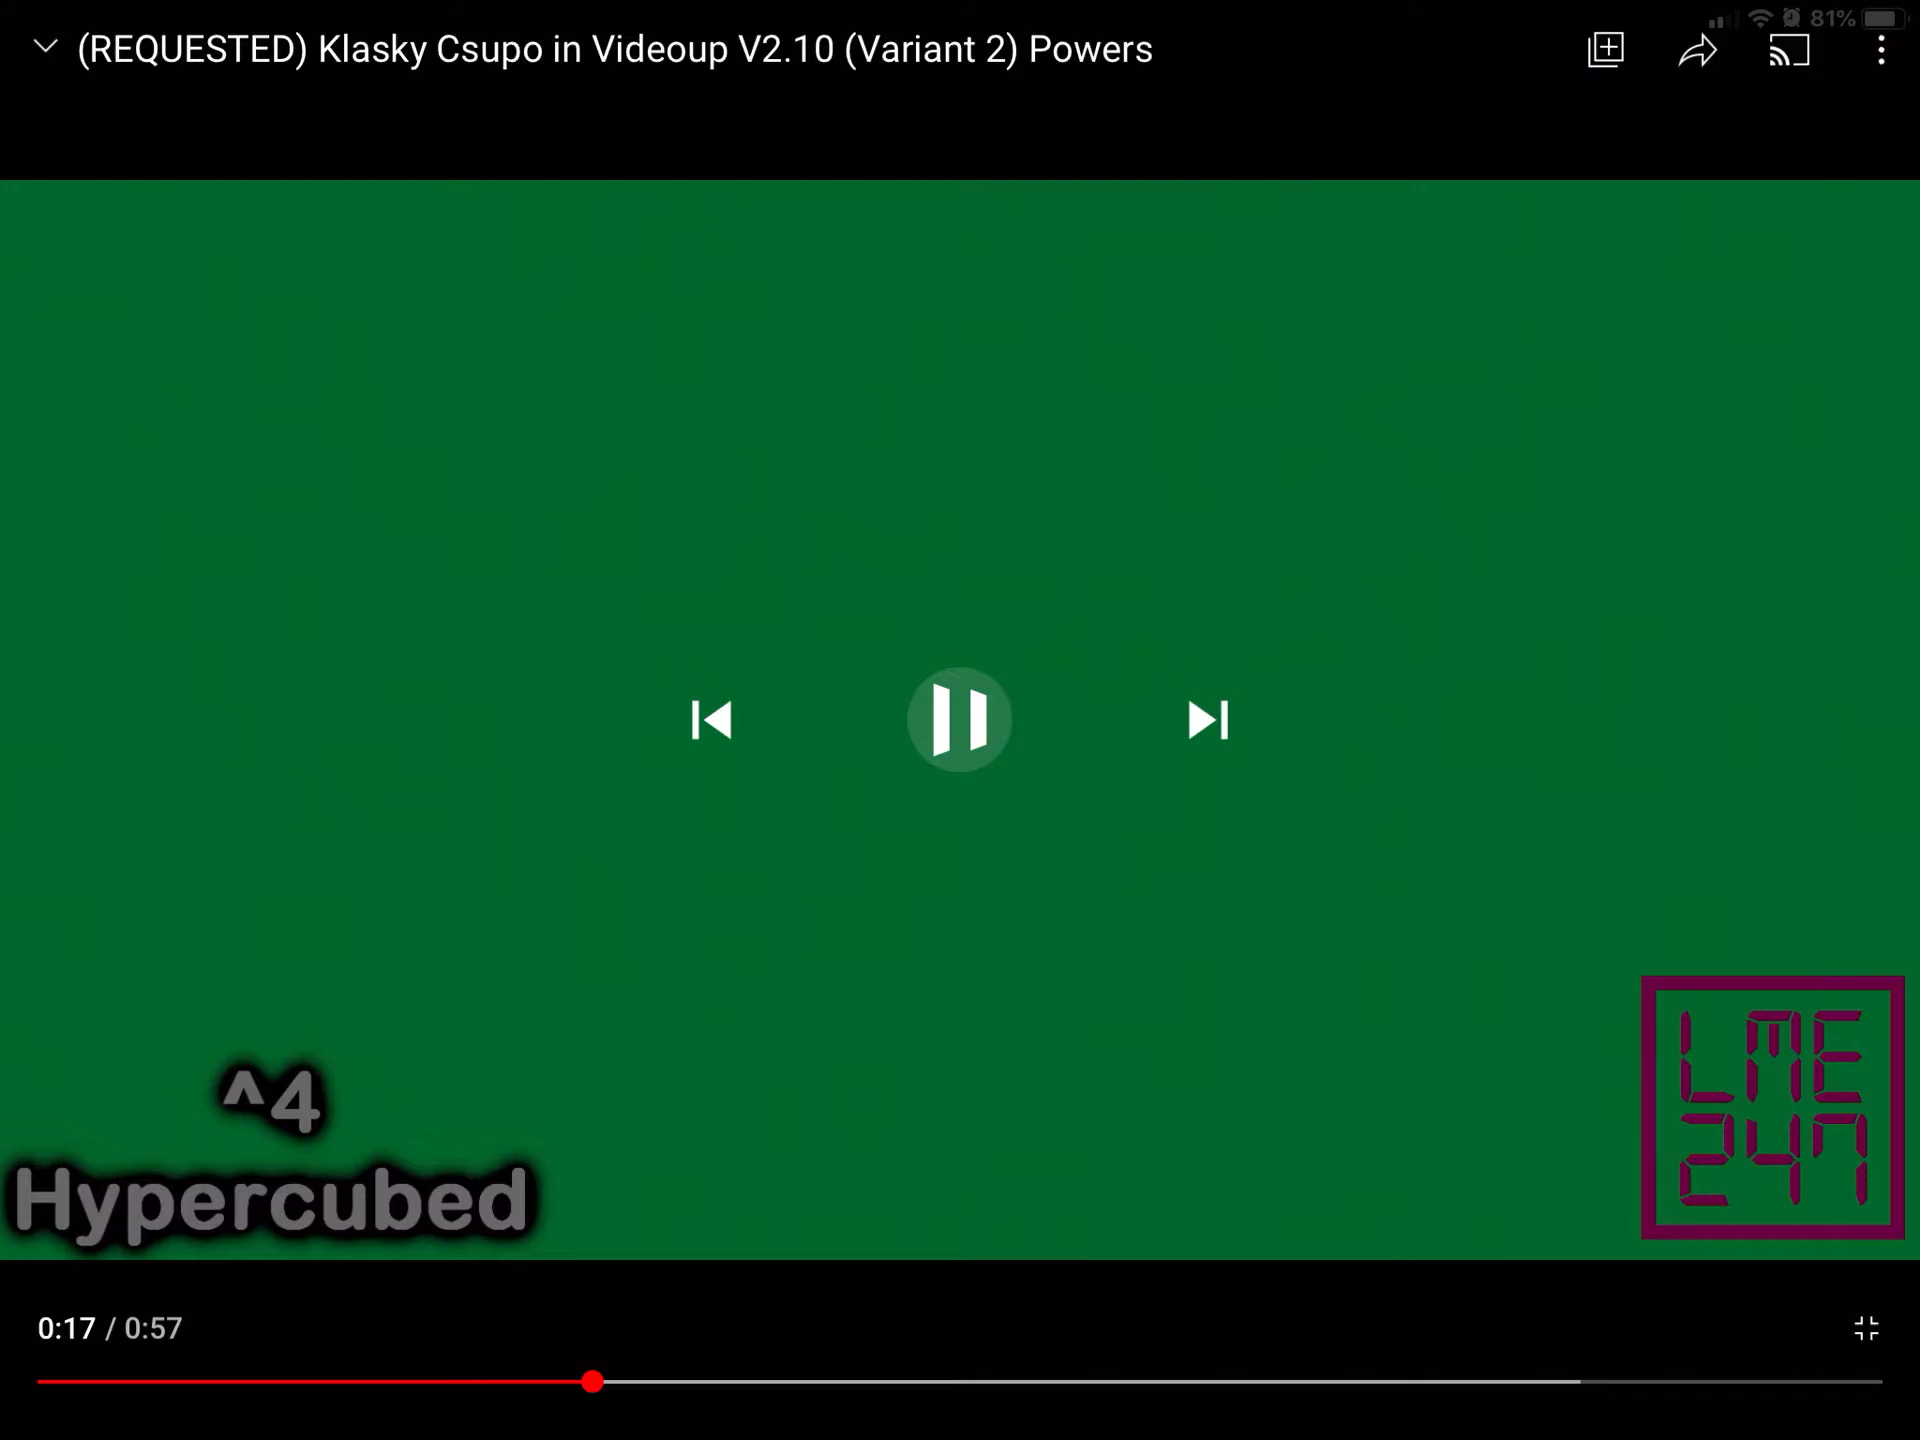 81%
(REQUESTED) Klasky Csupo in Videoup V2.10 (Variant 2) Powers
^4
Hypercubed
LME
247
0:17 / 0:57